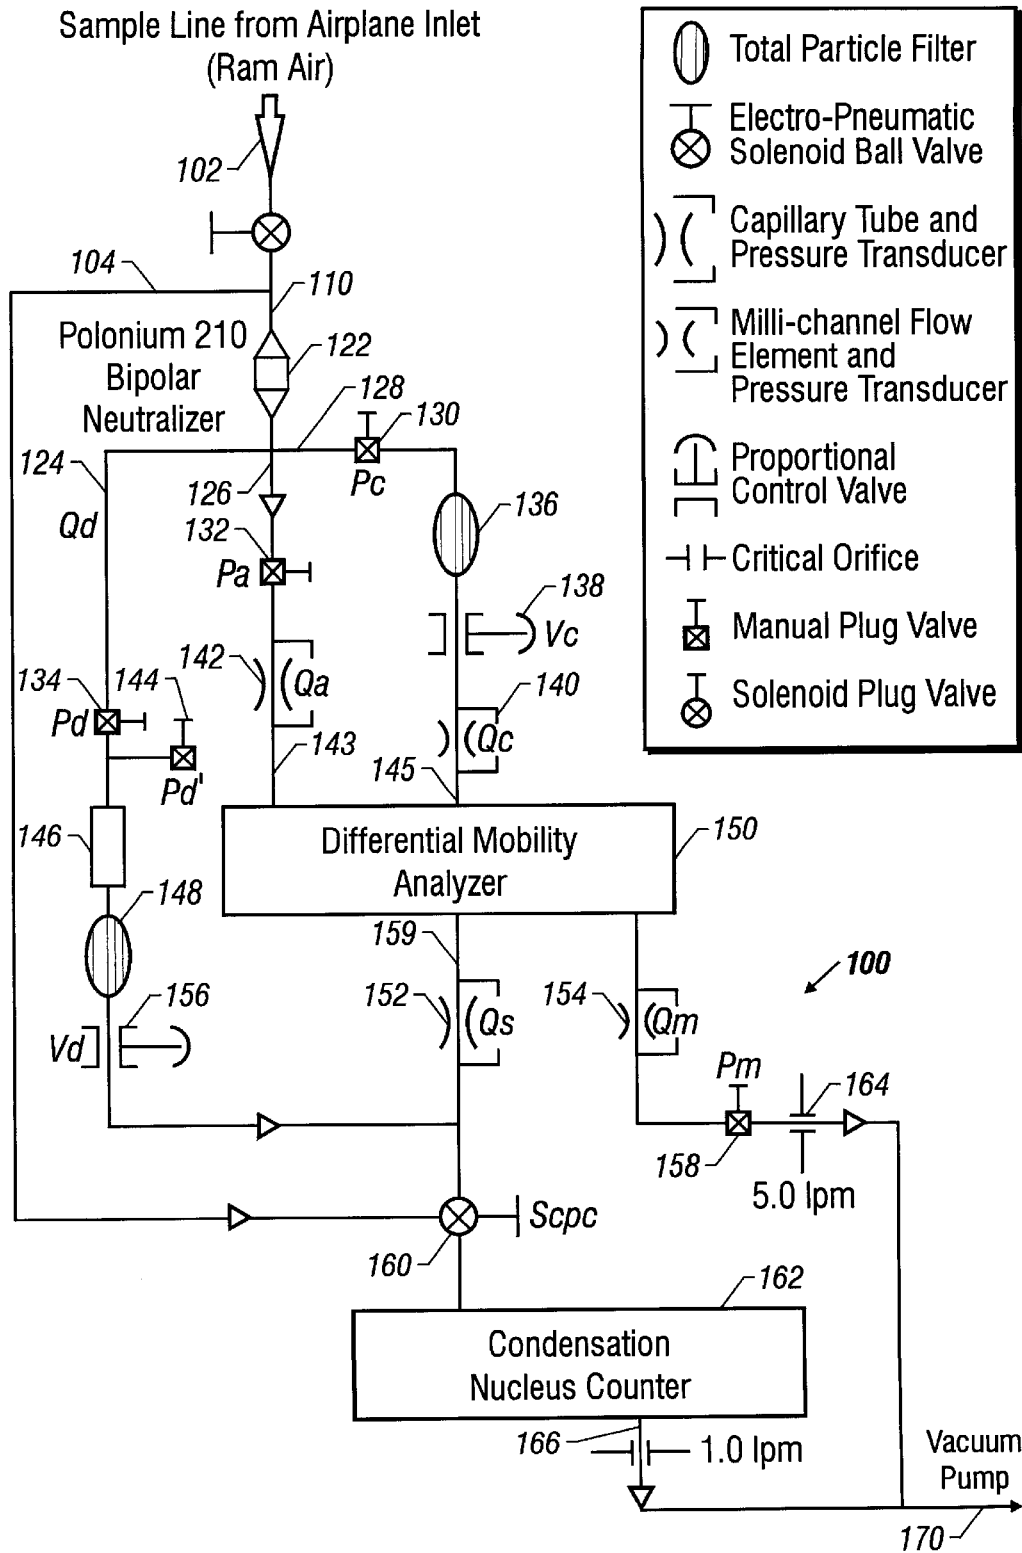 Sample Line from Airplane Inlet
(Ram Air)
102
104
110
Polonium 210
Bipolar
Neutralizer
122
128
130
Pc
124
Qd
126
132
Pa
136
138
Vc
142
Qa
140
Qc
134
144
Pd
Pd'
143
145
146
Differential Mobility
Analyzer
150
148
159
100
156
152
154
Vd
Qs
Qm
Pm
164
158
5.0 lpm
Scpc
160
162
Condensation
Nucleus Counter
166
1.0 lpm
Vacuum
Pump
170
Total Particle Filter
Electro-Pneumatic
Solenoid Ball Valve
Capillary Tube and
Pressure Transducer
Milli-channel Flow
Element and
Pressure Transducer
Proportional
Control Valve
Critical Orifice
Manual Plug Valve
Solenoid Plug Valve